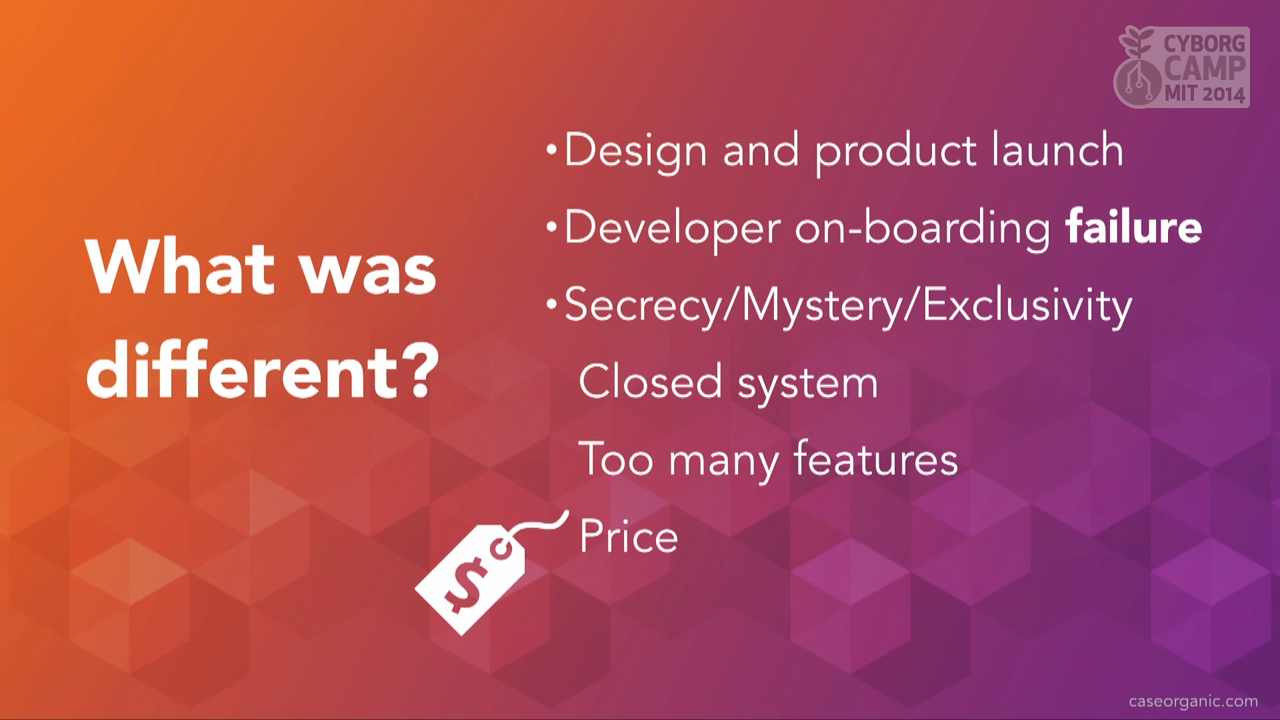 CYBORG
CAMP
MIT 2014
What was
different?
•Design and product launch
•Developer on-boarding failure
•Secrecy/Mystery/Exclusivity
Closed system
Too many features
Price
$
caseorganic.com